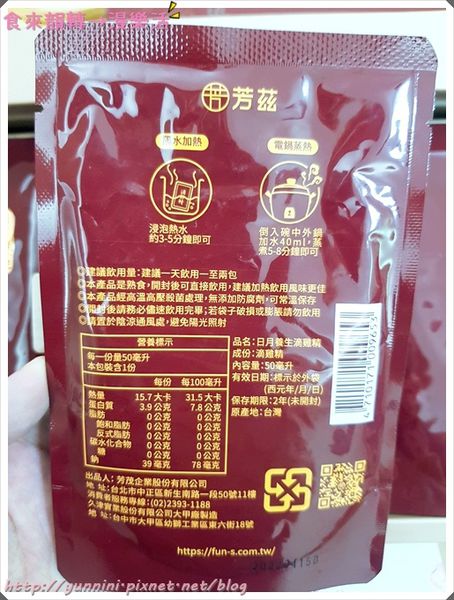 芳茲
熱水加熱
電鍋蒸熱
浸泡熱水
約3-5分鐘即可
倒入碗中外鍋
加水40ml,蒸
煮5-8分鐘即可
建議飲用量:建議一天飲用一至兩包
本產品是熟食,開封後可直接飲用,建議加熱飲用風味更佳
本產品經高溫高壓殺菌處理,無添加防腐劑,可常溫保存
開封後請務必儘速飲用完畢;若袋子破損或膨脹請勿飲用
請置於陰涼通風處,避免陽光照射
營養標示
每一份量50毫升
本包裝含1份
每份 每100毫升
熱量 15.7 大卡 31.5 大卡
蛋白質 3.9 公克 7.8 公克
脂肪 0 公克 0 公克
飽和脂肪 0 公克 0 公克
反式脂肪 0 公克 0 公克
碳水化合物 0 公克 0 公克
糖 0 公克 0 公克
鈉 39 毫克 78 毫克
品名:日月養生滴雞精
成份:滴雞精
內容量:50毫升
有效日期:標示於外袋
(西元年/月/日)
保存期限:2年(未開封)
原產地:台灣
出品:芳茂企業股份有限公司
地 址:台北市中正區新生南路一段50號11樓
消費者服務專線:(02)2393-1188
久津實業股份有限公司大甲廠製造
地 址:台中市大甲區幼獅工業區東六街18號
https://fun-s.com.tw/
http://yunnini.pixnet.net/blog